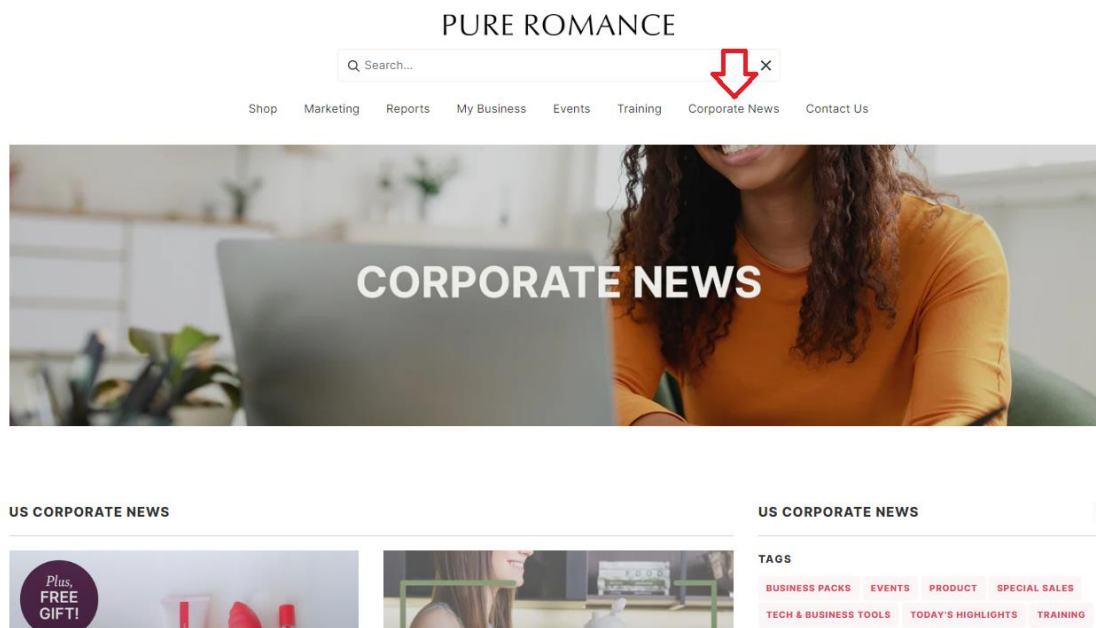 PURE ROMANCE
Search...
Shop Marketing Reports My Business Events Training Corporate News Contact Us
CORPORATE NEWS
US CORPORATE NEWS
Plus,
FREE
GIFT!
US CORPORATE NEWS
TAGS
BUSINESS PACKS EVENTS PRODUCT SPECIAL SALES
TECH & BUSINESS TOOLS TODAY'S HIGHLIGHTS TRAINING